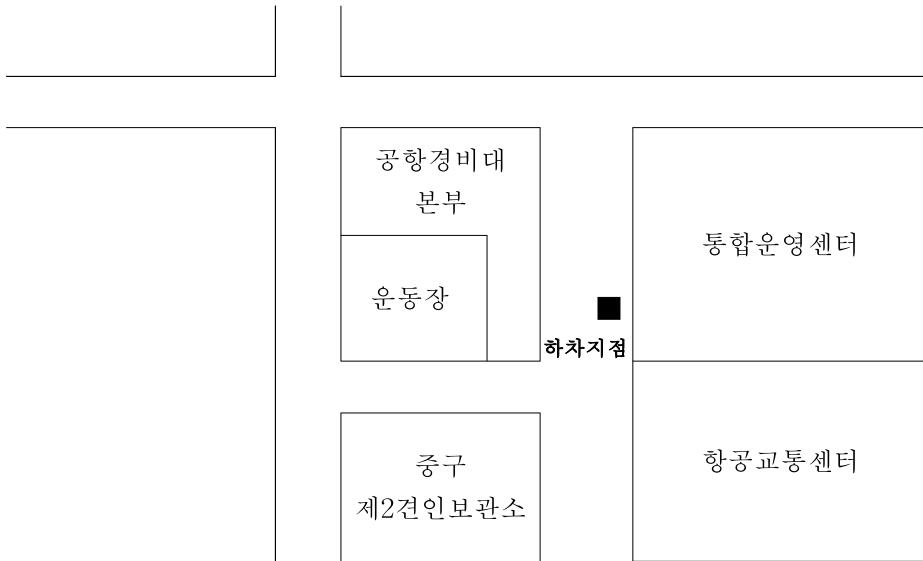 공항경비대
본부
통합운영센터
운동장
하차지점
중구
제2견인보관소
항공교통센터